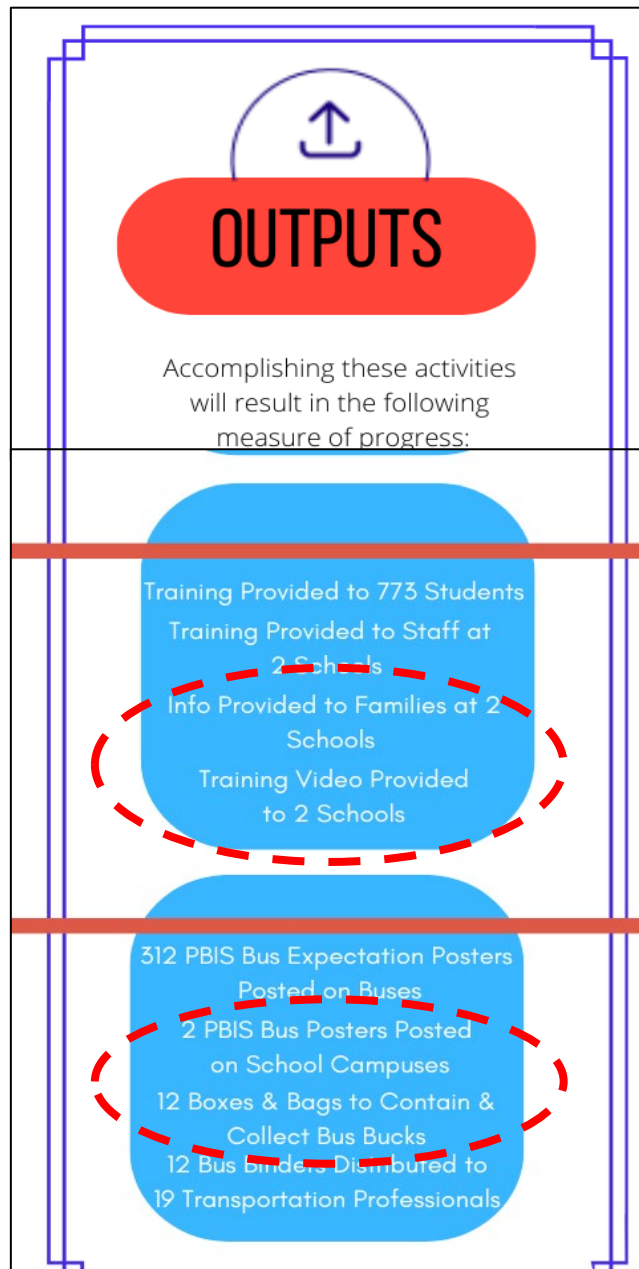 OUTPUTS
Accomplishing these activities
will result in the following
measure of progress:
Training Provided to 773 Students
Training Provided to Staff at
2 Schools
Info Provided to Families at 2
Schools
Training Video Provided
to 2 Schools
312 PBIS Bus Expectation Posters
Posted on Buses
2 PBIS Bus Posters Posted
on School Campuses
12 Boxes & Bags to Contain &
Collect Bus Bucks
12 Bus Binders Distributed to
19 Transportation Professionals